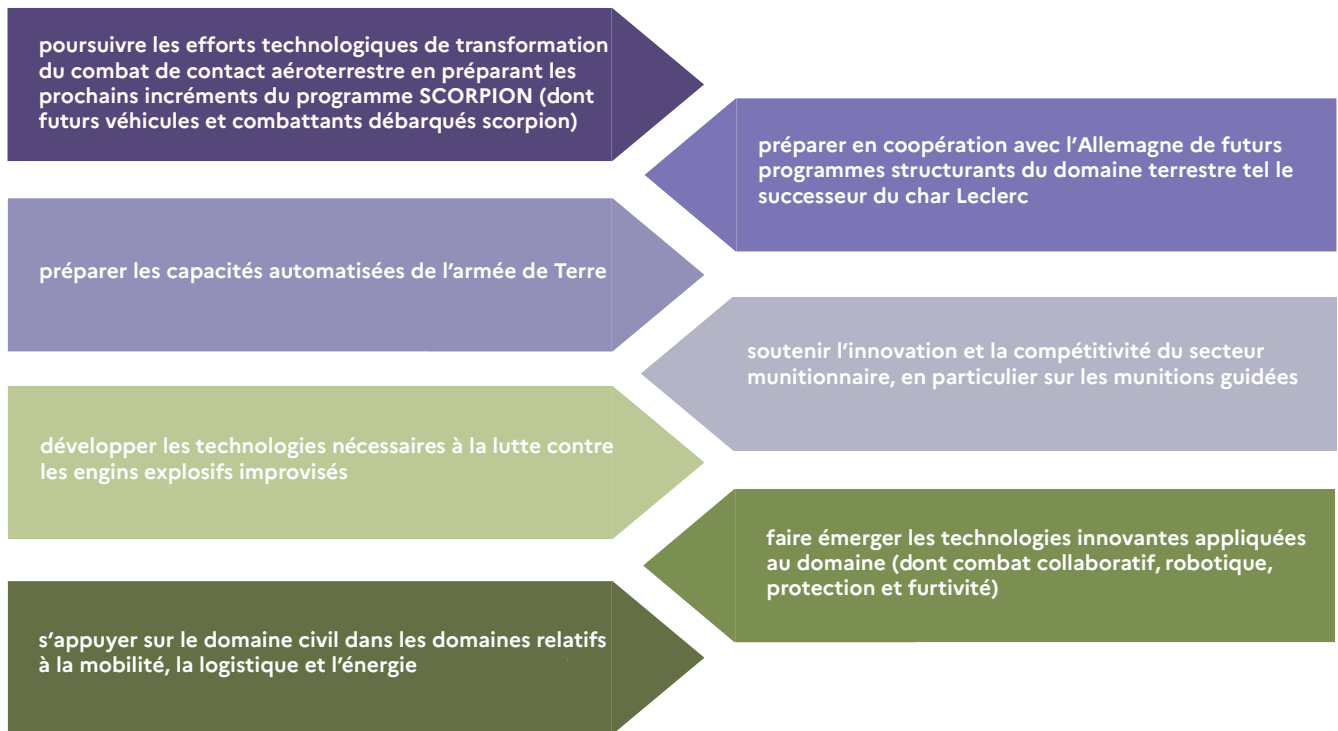 poursuivre les efforts technologiques de transformation
du combat de contact aéroterrestre en préparant les
prochains incréments du programme SCORPION (dont
futurs véhicules et combattants débarqués scorpion)
préparer en coopération avec l’Allemagne de futurs
programmes structurants du domaine terrestre tel le
successeur du char Leclerc
préparer les capacités automatisées de l’armée de Terre
soutenir l’innovation et la compétitivité du secteur
munitionnaire, en particulier sur les munitions guidées
développer les technologies nécessaires à la lutte contre
les engins explosifs improvisés
faire émerger les technologies innovantes appliquées
au domaine (dont combat collaboratif, robotique,
protection et furtivité)
s’appuyer sur le domaine civil dans les domaines relatifs
à la mobilité, la logistique et l’énergie